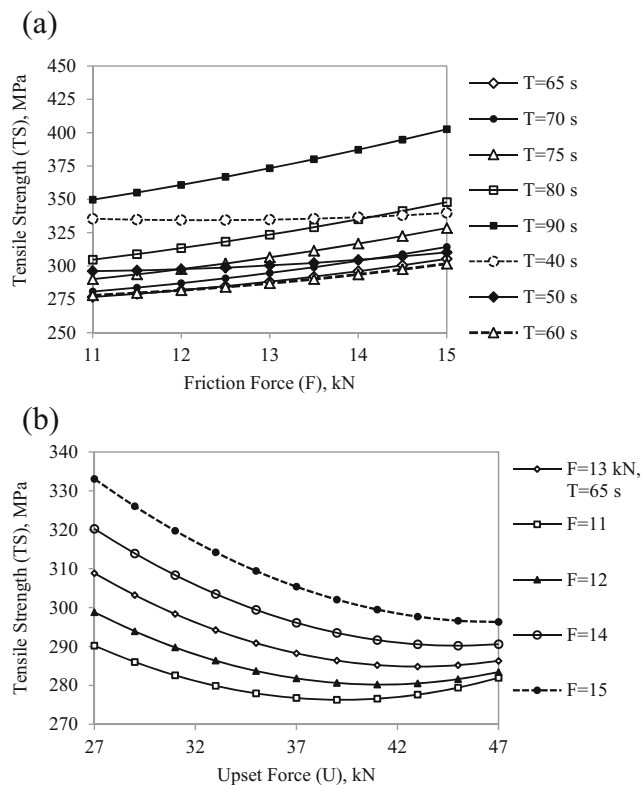 (a)
Tensile Strength (TS), MPa
450
425
400
375
350
325
300
275
250
11
12
13
14
15
Friction Force (F), kN
T=65 s
T=70 s
T=75 s
T=80 s
T=90 s
T=40 s
T=50 s
T=60 s
(b)
Tensile Strength (TS), MPa
340
330
320
310
300
290
280
270
27
32
37
42
47
Upset Force (U), kN
F=13 kN,
T=65 s
F=11
F=12
F=14
F=15